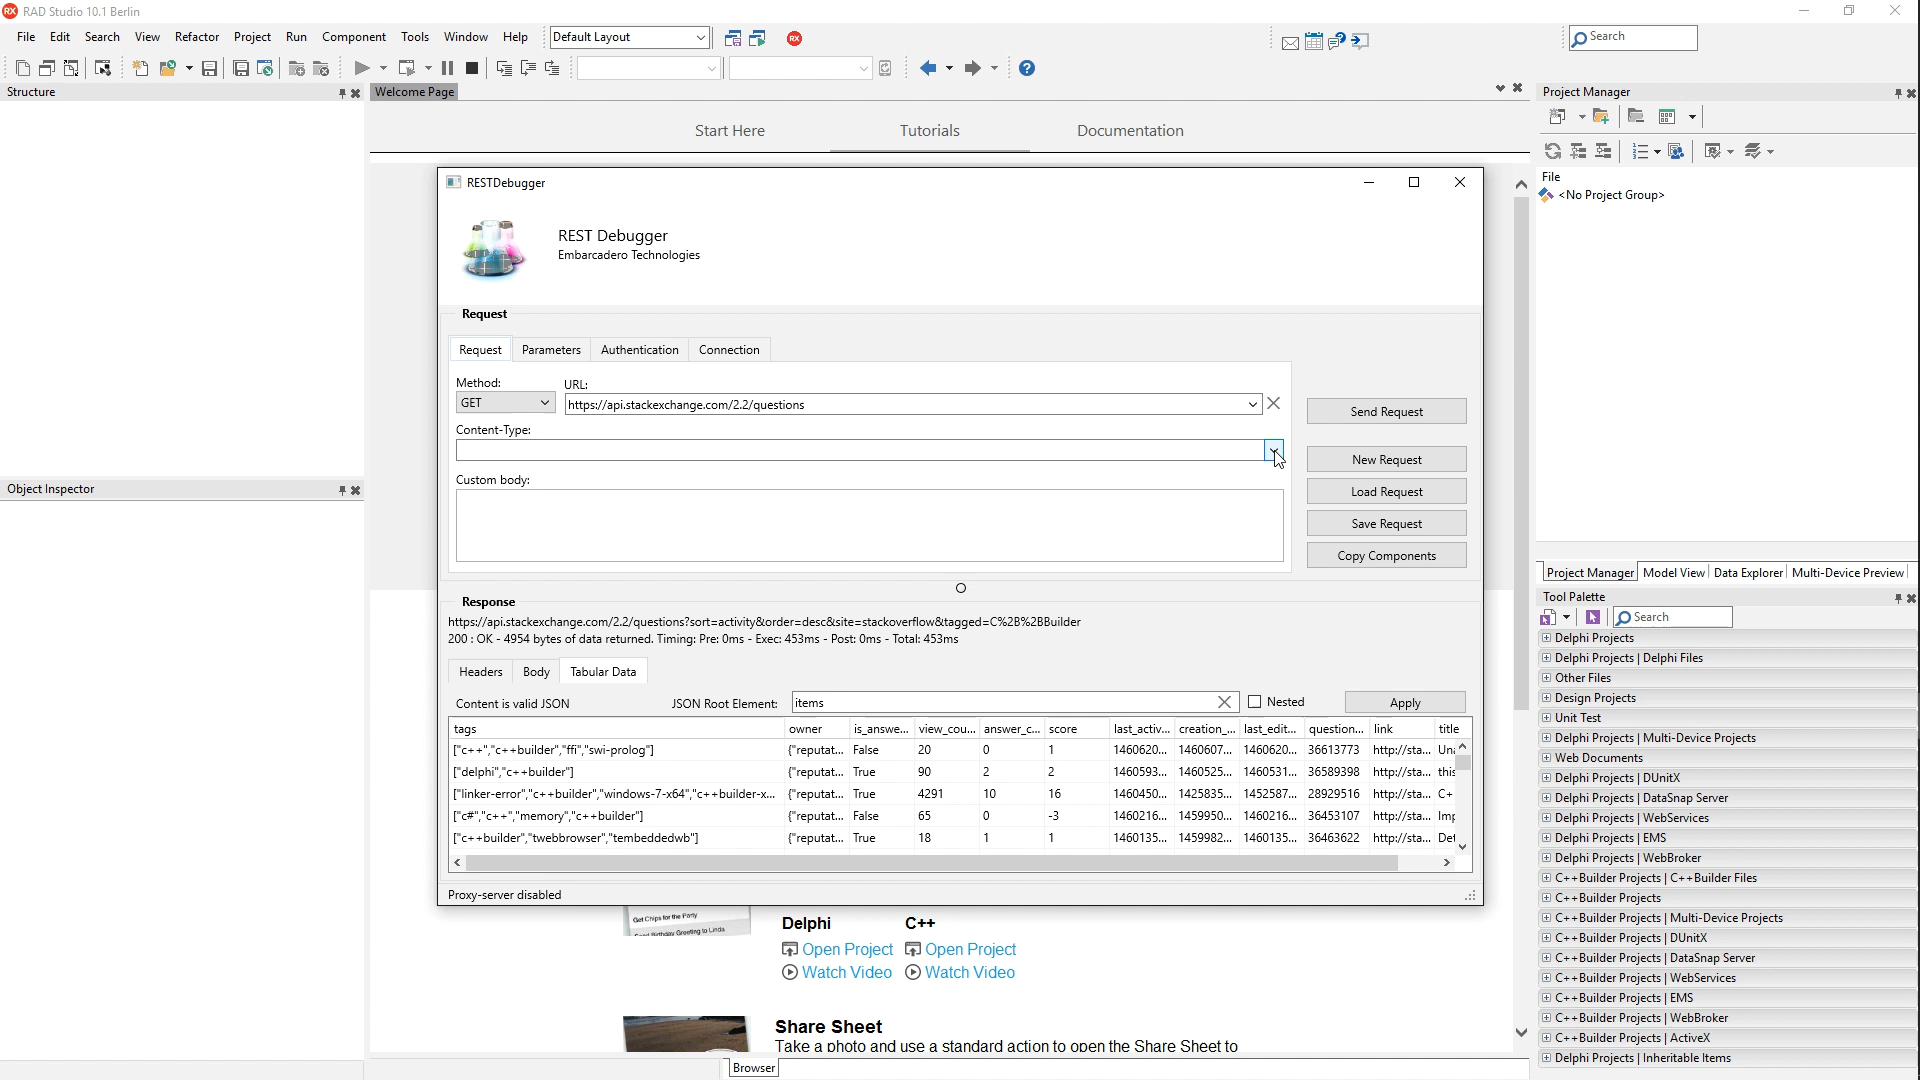 RAD Studio 10.1 Berlin
File Edit Search View Refactor Project Run Component Tools Window Help Default Layout Search
Structure
Welcome Page
Project Manager
Start Here Tutorials Documentation
File
<No Project Group>
RESTDebugger
REST Debugger
Embarcadero Technologies
Request
Request Parameters Authentication Connection
Method: URL:
GET https://api.stackexchange.com/2.2/questions
Send Request
Content-Type:
New Request
Custom body:
Load Request
Save Request
Copy Components
Object Inspector
Project Manager Model View Data Explorer Multi-Device Preview
Response
https://api.stackexchange.com/2.2/questions?sort=activity&order=desc&site=stackoverflow&tagged=C%2B%2BBuilder
200 : OK - 4954 bytes of data returned. Timing: Pre: 0ms - Exec: 453ms - Post: 0ms - Total: 453ms
Headers Body Tabular Data
Content is valid JSON JSON Root Element: items Nested Apply
tags owner is_answe... view_cou... answer_c... score last_activ... creation_... last_edit... question... link title
["c++","c++builder","ffi","swi-prolog"] {"reputat... False 20 0 1 1460620... 1460607... 1460620... 36613773 http://sta...
["delphi","c++builder"] {"reputat... True 90 2 2 1460593... 1460525... 1460531... 36589398 http://sta... this
["linker-error","c++builder","windows-7-x64","c++builder-x... {"reputat... True 4291 10 16 1460450... 1425835... 1452587... 28929516 http://sta... C+
["c#","c++","memory","c++builder"] {"reputat... False 65 0 -3 1460216... 1459950... 1460216... 36453107 http://sta...
["c++builder","twebbrowser","tembeddedwb"] {"reputat... True 18 1 1 1460135... 1459982... 1460135... 36463622 http://sta...
Proxy-server disabled
Get Chips for the Party
Send Birthday Greeting to Linda
Delphi C++
Open Project Open Project
Watch Video Watch Video
Share Sheet
Take a photo and use a standard action to open the Share Sheet to
Browser
Tool Palette
Search
Delphi Projects
Delphi Projects | Delphi Files
Other Files
Design Projects
Unit Test
Delphi Projects | Multi-Device Projects
Web Documents
Delphi Projects | DUnitX
Delphi Projects | DataSnap Server
Delphi Projects | WebServices
Delphi Projects | EMS
Delphi Projects | WebBroker
C++Builder Projects | C++Builder Files
C++Builder Projects
C++Builder Projects | Multi-Device Projects
C++Builder Projects | DUnitX
C++Builder Projects | DataSnap Server
C++Builder Projects | WebServices
C++Builder Projects | EMS
C++Builder Projects | WebBroker
C++Builder Projects | ActiveX
Delphi Projects | Inheritable Items